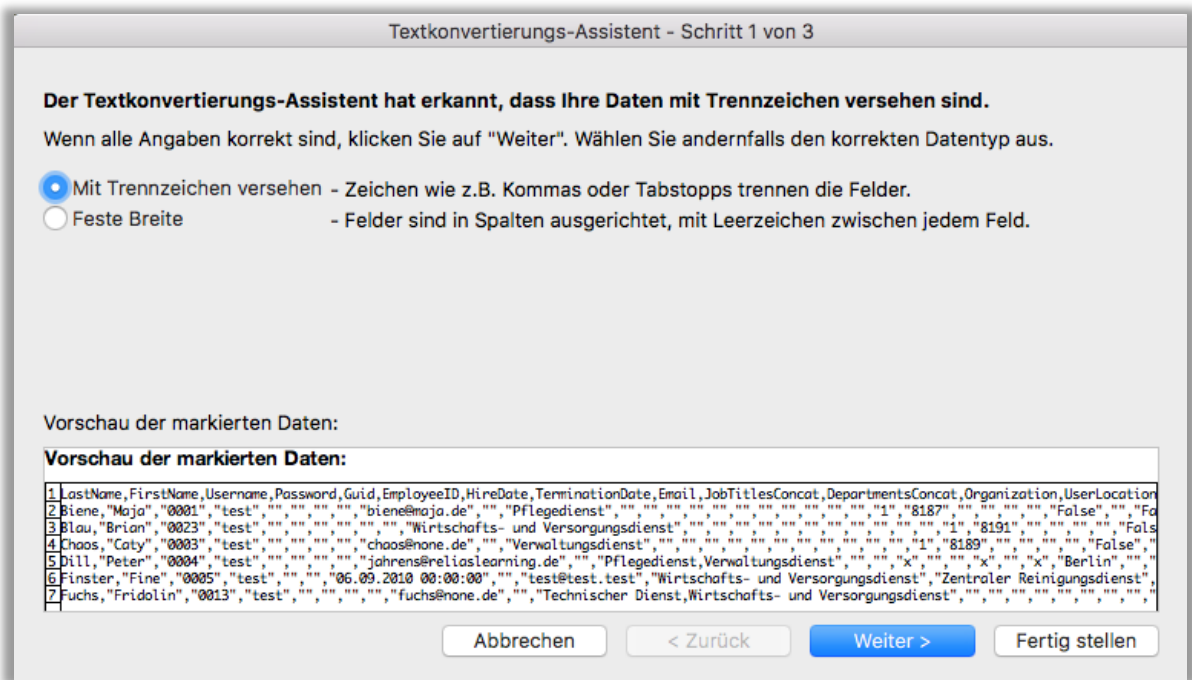 Textkonvertierungs-Assistent - Schritt 1 von 3
Der Textkonvertierungs-Assistent hat erkannt, dass Ihre Daten mit Trennzeichen versehen sind.
Wenn alle Angaben korrekt sind, klicken Sie auf "Weiter". Wählen Sie andernfalls den korrekten Datentyp aus.
Mit Trennzeichen versehen - Zeichen wie z.B. Kommas oder Tabstopps trennen die Felder.
Feste Breite - Felder sind in Spalten ausgerichtet, mit Leerzeichen zwischen jedem Feld.
Vorschau der markierten Daten:
Vorschau der markierten Daten:
1 LastName,FirstName,Username,Password,Guid,EmployeeID,HireDate,TerminationDate,Email,JobTitlesConcat,DepartmentsConcat,Organization,UserLocation
2 Biene,"Maja","0001","test","","","","","biene@maja.de","","Pflegedienst","","","","","","","","","","","","1","8187","","","","","False","","Fa
3 Blau,"Brian","0023","test","","","","","","","Wirtschafts- und Versorgungsdienst","","","","","","","","","","","","1","8191","","","","","Fals
4 Chaos,"Caty","0003","test","","","","","chaos@none.de","","Verwaltungsdienst","","","","","","","","","","","","1","8189","","","","","False","
5 Dill,"Peter","0004","test","","","","","jahrens@reliaslearning.de","","Pflegedienst,Verwaltungsdienst","","","x","","","x","","x","Berlin","","
6 Finster,"Fine","0005","test","","","06.09.2010 00:00:00","","test@test.test","Wirtschafts- und Versorgungsdienst","Zentraler Reinigungsdienst",
7 Fuchs,"Fridolin","0013","test","","","","","fuchs@none.de","","Technischer Dienst,Wirtschafts- und Versorgungsdienst","","","","","","","","","
Abbrechen < Zurück Weiter > Fertig stellen